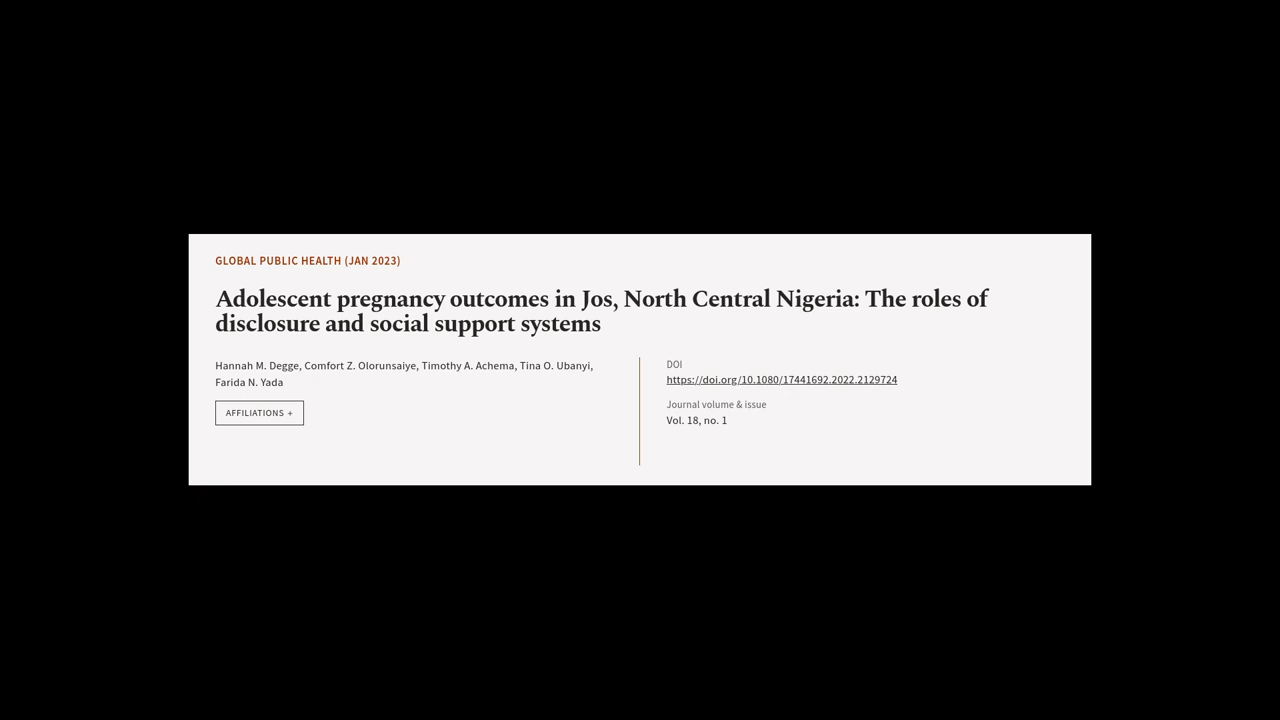 GLOBAL PUBLIC HEALTH (JAN 2023)
Adolescent pregnancy outcomes in Jos, North Central Nigeria: The roles of
disclosure and social support systems
Hannah M. Degge, Comfort Z. Olorunsaiye, Timothy A. Achema, Tina O. Ubanyi,
Farida N. Yada
AFFILIATIONS +
DOI
https://doi.org/10.1080/17441692.2022.2129724
Journal volume & issue
Vol. 18, no. 1